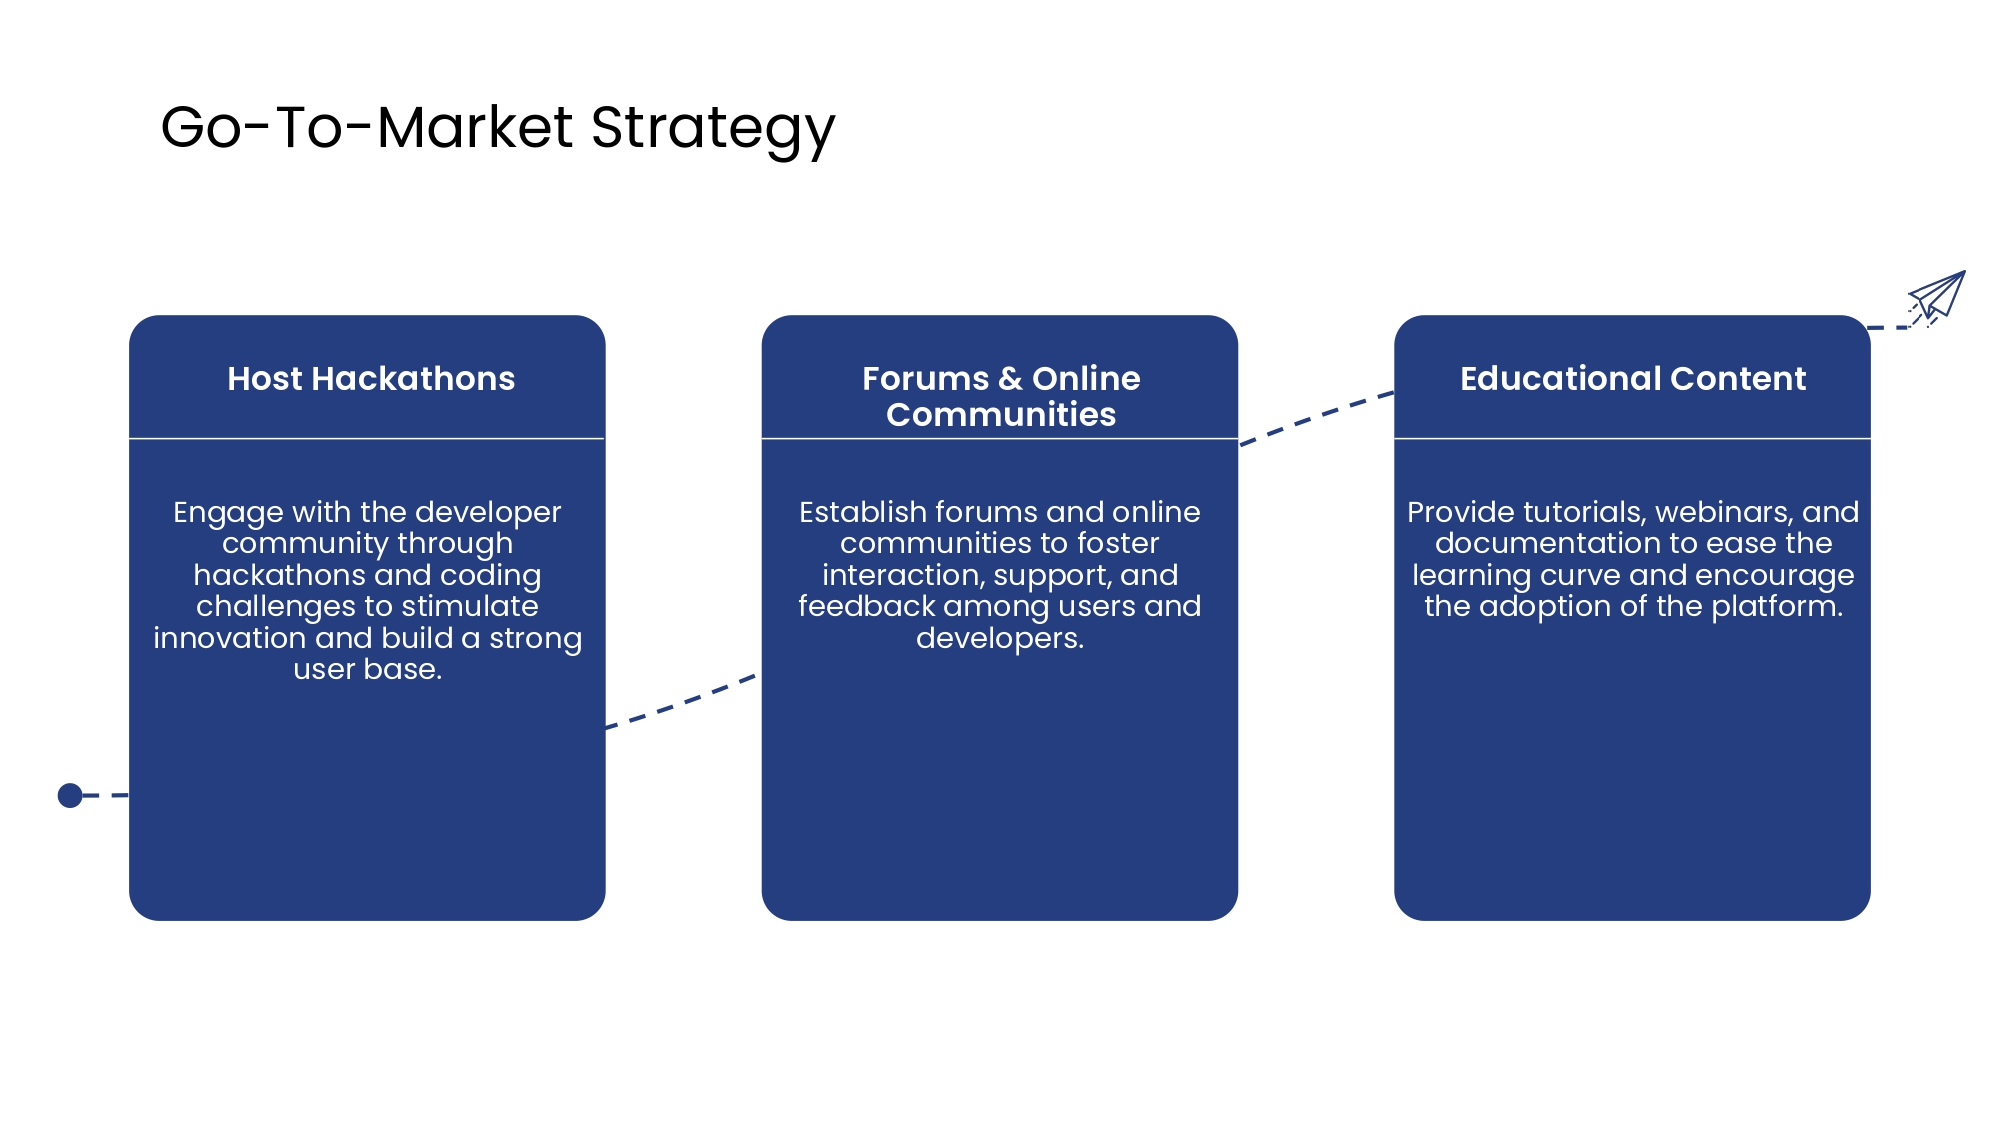 Go-To-Market Strategy
Host Hackathons
Engage with the developer
community through
hackathons and coding
challenges to stimulate
innovation and build a strong
user base.
Forums & Online
Communities
Establish forums and online
communities to foster
interaction, support, and
feedback among users and
developers.
Educational Content
Provide tutorials, webinars, and
documentation to ease the
learning curve and encourage
the adoption of the platform.